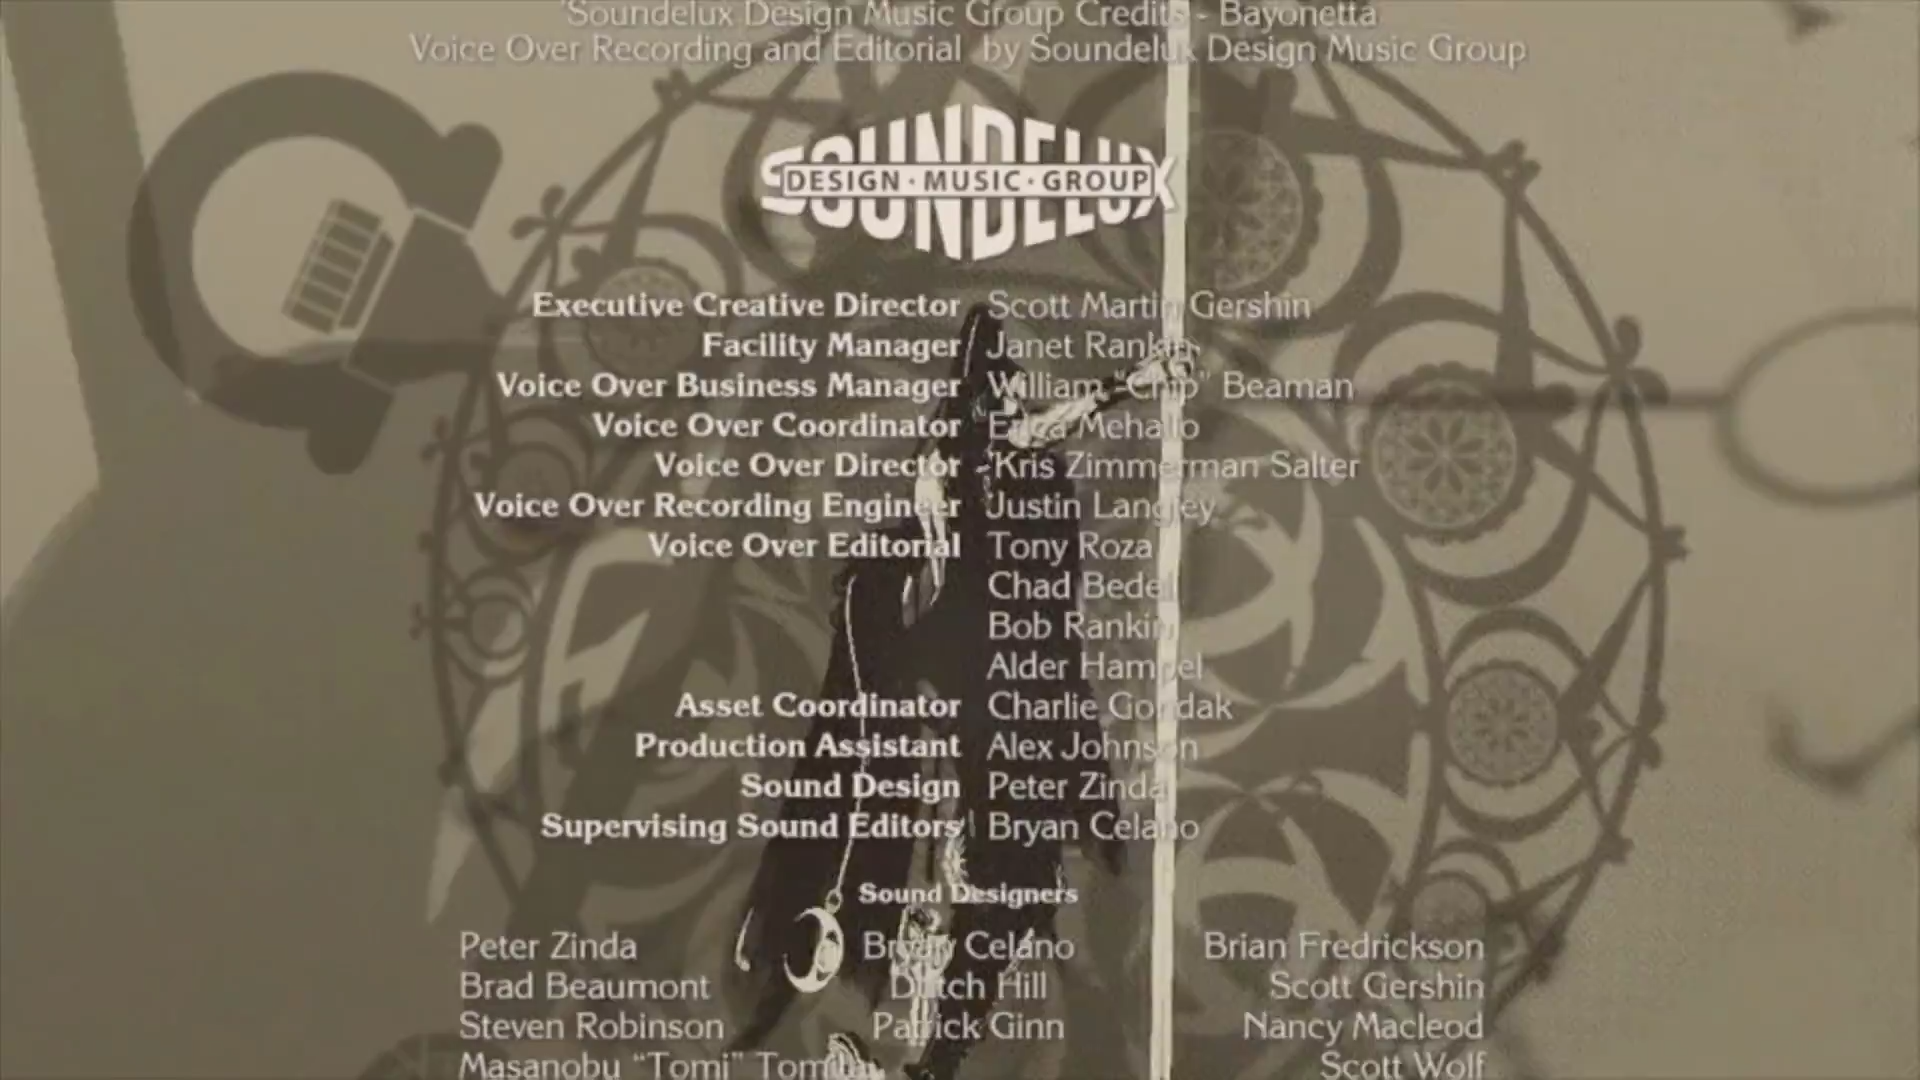 'Soundelux Design Music Group Credits - Bayonetta
Voice Over Recording and Editorial by Soundelux Design Music Group
SOUNDELUX
DESIGN · MUSIC · GROUP
Executive Creative Director Scott Martin Gershin
Facility Manager Janet Rankin
Voice Over Business Manager William "Chip" Beaman
Voice Over Coordinator Erica Mehallo
Voice Over Director Kris Zimmerman Salter
Voice Over Recording Engineer Justin Langley
Voice Over Editorial Tony Roza
Chad Bedell
Bob Rankin
Alder Hampel
Asset Coordinator Charlie Gondak
Production Assistant Alex Johnson
Sound Design Peter Zinda
Supervising Sound Editors Bryan Celano
Sound Designers
Peter Zinda Bryan Celano Brian Fredrickson
Brad Beaumont Dutch Hill Scott Gershin
Steven Robinson Patrick Ginn Nancy Macleod
Masanobu "Tomi" Scott Wolf